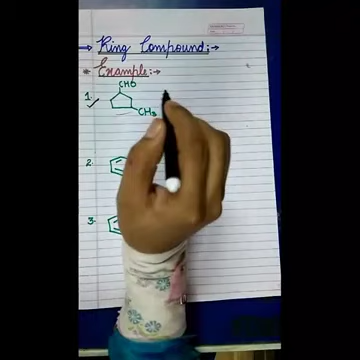 → Ring Compound :→
* Example :→
CHO
1.
CH3
2.
3.